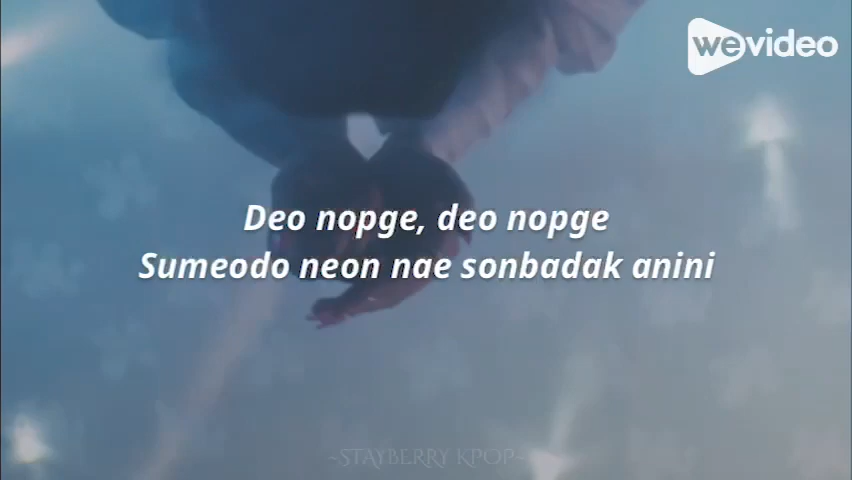 wevideo
Deo nopge, deo nopge
Sumeodo neon nae sonbadak anini
~STAYBERRY KPOP~